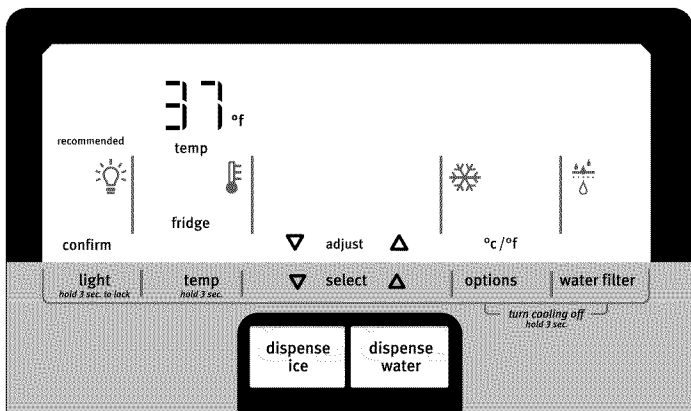 37 °f
recommended
temp
fridge
confirm
adjust
°c/°f
light
hold 3 sec. to lock
temp
hold 3 sec.
select
options
water filter
turn cooling off
hold 3 sec
dispense
ice
dispense
water